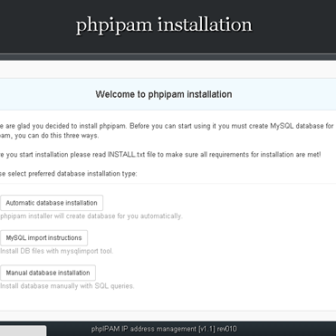 phpipam installation
Welcome to phpipam installation
e are glad you decided to install phpipam. Before you can start using it you must create MySQL database for
pam, you can do this three ways.
e you start installation please read INSTALL.txt file to make sure all requirements for installation are met!
se select preferred database installation type:
Automatic database installation
phpipam installer will create database for you automatically.
MySQL import instructions
Install DB files with mysqlimport tool.
Manual database installation
Install database manually with SQL queries.
phpIPAM IP address management [v1.1] rev010